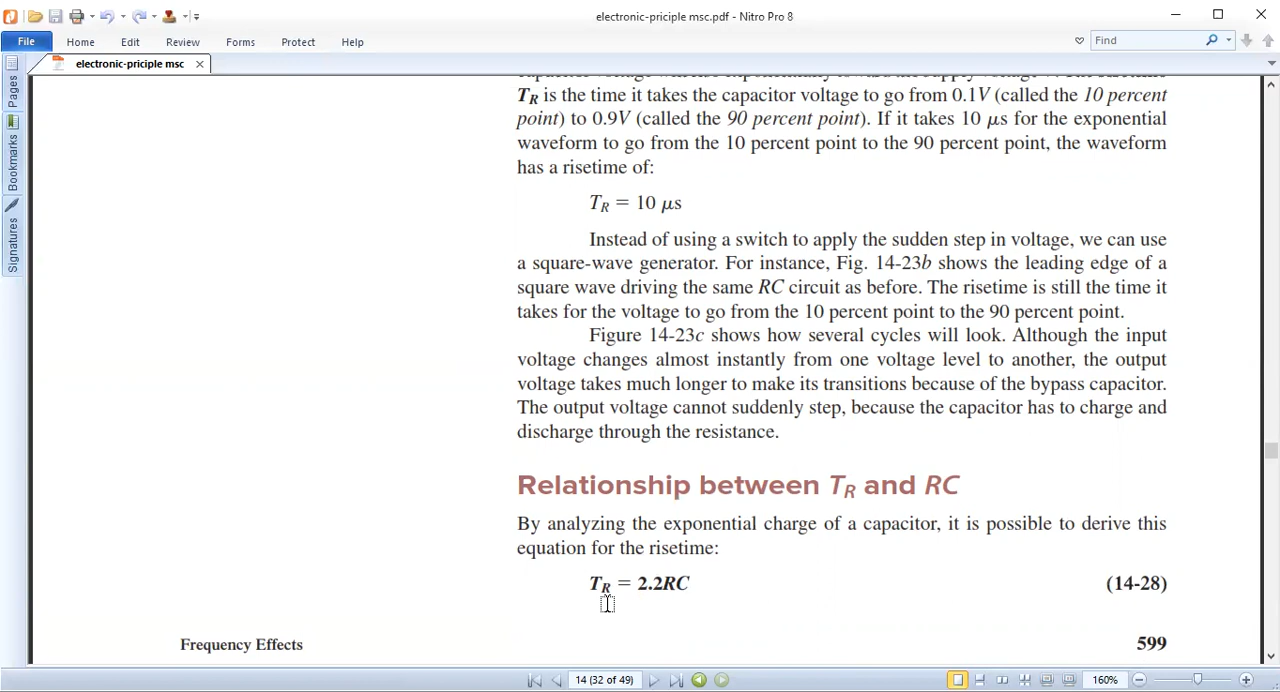 electronic-priciple msc.pdf - Nitro Pro 8
File Home Edit Review Forms Protect Help
Find
electronic-priciple msc
Pages
Bookmarks
Signatures
T_R is the time it takes the capacitor voltage to go from 0.1V (called the 10 percent
point) to 0.9V (called the 90 percent point). If it takes 10 μs for the exponential
waveform to go from the 10 percent point to the 90 percent point, the waveform
has a risetime of:
T_R = 10 μs
Instead of using a switch to apply the sudden step in voltage, we can use
a square-wave generator. For instance, Fig. 14-23b shows the leading edge of a
square wave driving the same RC circuit as before. The risetime is still the time it
takes for the voltage to go from the 10 percent point to the 90 percent point.
Figure 14-23c shows how several cycles will look. Although the input
voltage changes almost instantly from one voltage level to another, the output
voltage takes much longer to make its transitions because of the bypass capacitor.
The output voltage cannot suddenly step, because the capacitor has to charge and
discharge through the resistance.
Relationship between T_R and RC
By analyzing the exponential charge of a capacitor, it is possible to derive this
equation for the risetime:
T_R = 2.2RC (14-28)
Frequency Effects 599
14 (32 of 49) 160%